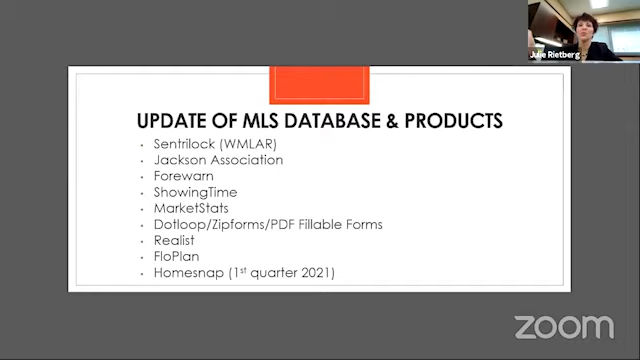 Julie Rietberg
UPDATE OF MLS DATABASE & PRODUCTS
• Sentrilock (WMLAR)
• Jackson Association
• Forewarn
• ShowingTime
• MarketStats
• Dotloop/Zipforms/PDF Fillable Forms
• Realist
• FloPlan
• Homesnap (1st quarter 2021)
zoom